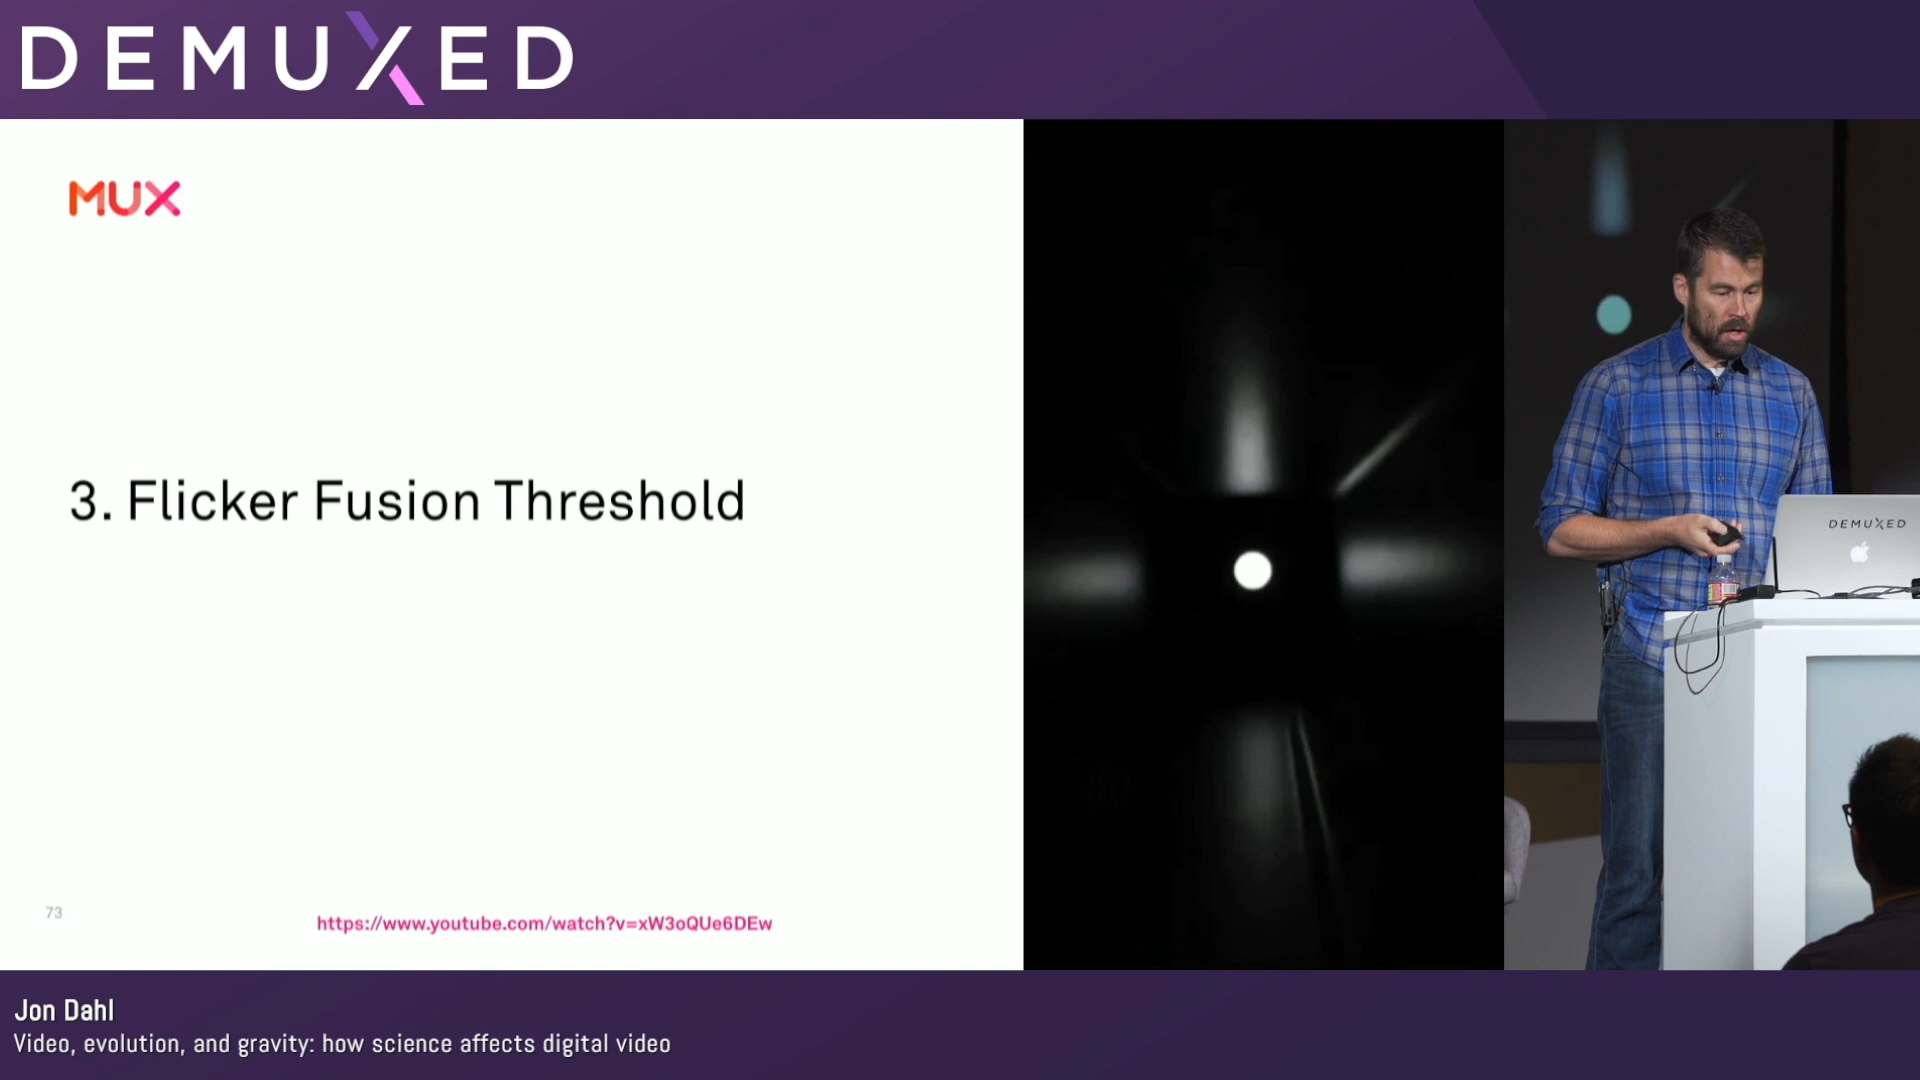 DEMUXED
MUX
3. Flicker Fusion Threshold
73
https://www.youtube.com/watch?v=xW3oQUe6DEw
DEMUXED
Jon Dahl
Video, evolution, and gravity: how science affects digital video